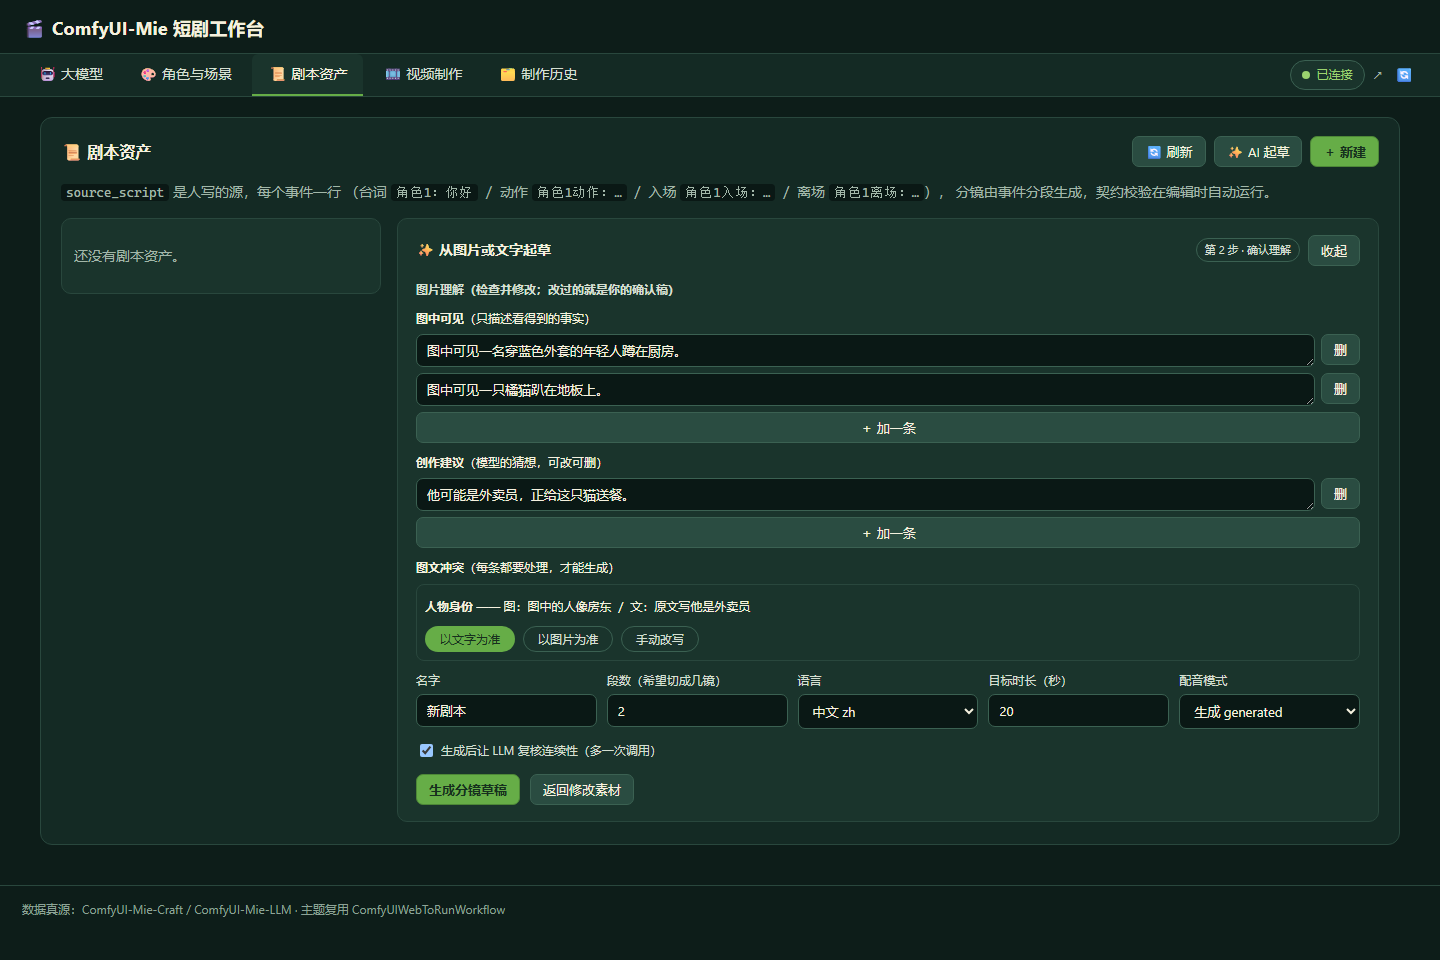 ComfyUI-Mie 短剧工作台
大模型
角色与场景
剧本资产
视频制作
制作历史
已连接
剧本资产
刷新
AI 起草
+ 新建
source_script 是人写的源，每个事件一行 （台词 角色1: 你好 / 动作 角色1动作: … / 入场 角色1入场: … / 离场 角色1离场: …）， 分镜由事件分段生成，契约校验在编辑时自动运行。
还没有剧本资产。
从图片或文字起草
第 2 步 · 确认理解
收起
图片理解（检查并修改；改过的就是你的确认稿）
图中可见（只描述看得到的事实）
图中可见一名穿蓝色外套的年轻人蹲在厨房。
删
图中可见一只橘猫趴在地板上。
删
+ 加一条
创作建议（模型的猜想，可改可删）
他可能是外卖员，正给这只猫送餐。
删
+ 加一条
图文冲突（每条都要处理，才能生成）
人物身份 —— 图：图中的人像房东 / 文：原文写他是外卖员
以文字为准
以图片为准
手动改写
名字
段数（希望切成几镜）
语言
目标时长（秒）
配音模式
新剧本
2
中文 zh
20
生成 generated
生成后让 LLM 复核连续性（多一次调用）
生成分镜草稿
返回修改素材
数据真源：ComfyUI-Mie-Craft / ComfyUI-Mie-LLM · 主题复用 ComfyUIWebToRunWorkflow